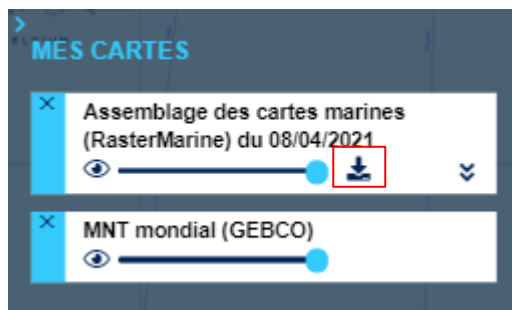 MES CARTES
Assemblage des cartes marines
(RasterMarine) du 08/04/2021
MNT mondial (GEBCO)